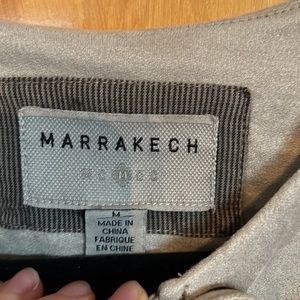 MARRAKECH
M
MADE IN
CHINA
FABRIQUE
EN CHINE